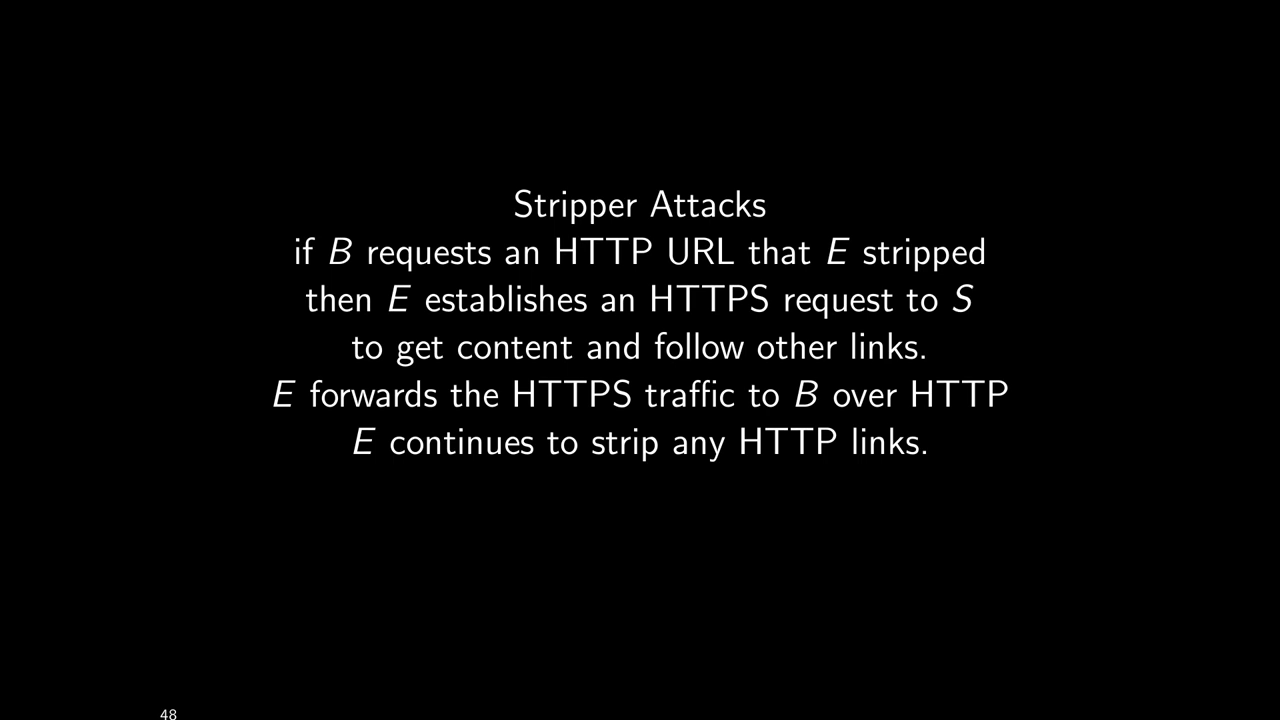 Stripper Attacks
if B requests an HTTP URL that E stripped
then E establishes an HTTPS request to S
to get content and follow other links.
E forwards the HTTPS traffic to B over HTTP
E continues to strip any HTTP links.
48